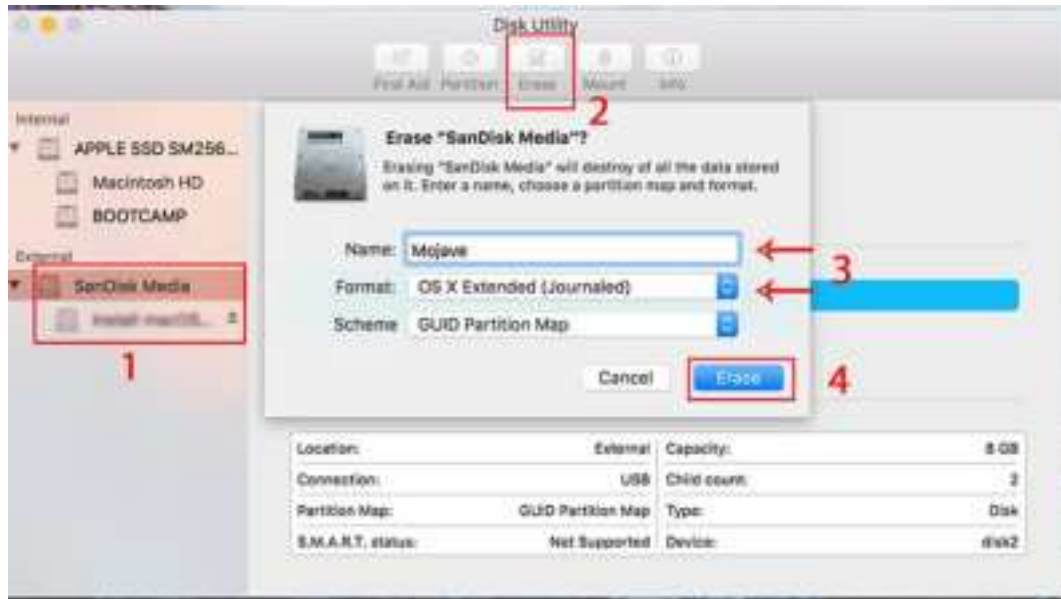 Disk Utility
First Aid Partition Erase Mount Info
2
Internal
APPLE SSD SM256...
Macintosh HD
BOOTCAMP
External
SanDisk Media
Install macOS...
1
Erase "SanDisk Media"?
Erasing "SanDisk Media" will destroy of all the data stored
on it. Enter a name, choose a partition map and format.
Name: Mojave
Format: OS X Extended (Journaled)
3
Scheme GUID Partition Map
Cancel Erase
4
Location: External Capacity: 8 GB
Connection: USB Child count: 2
Partition Map: GUID Partition Map Type: Disk
S.M.A.R.T. status: Not Supported Device: disk2